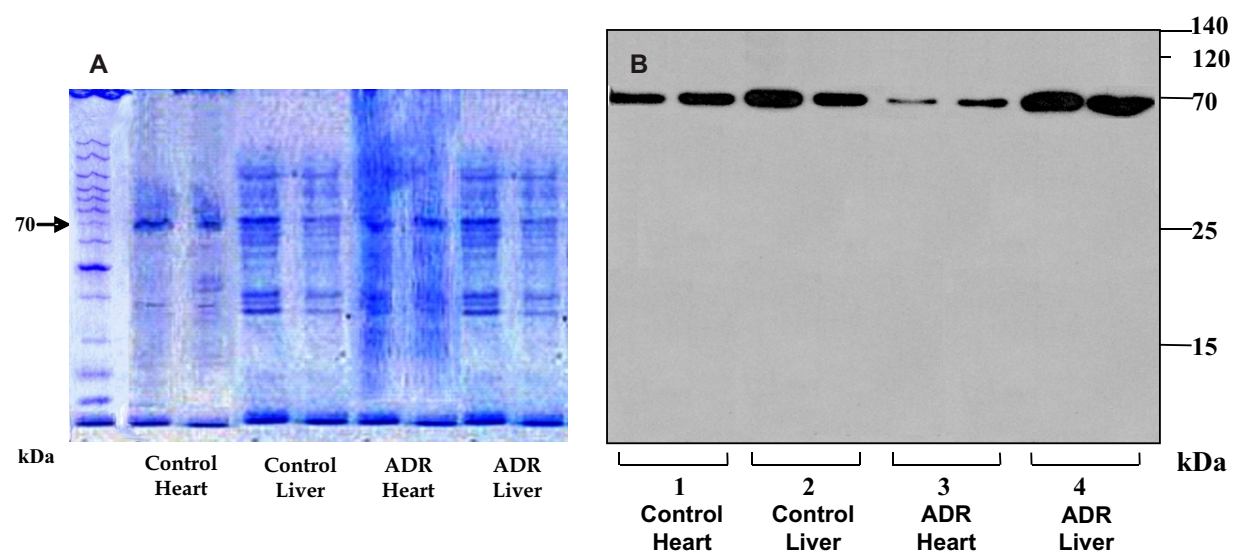 A
70
kDa
Control
Heart
Control
Liver
ADR
Heart
ADR
Liver
B
140
120
70
25
15
kDa
1
Control
Heart
2
Control
Liver
3
ADR
Heart
4
ADR
Liver